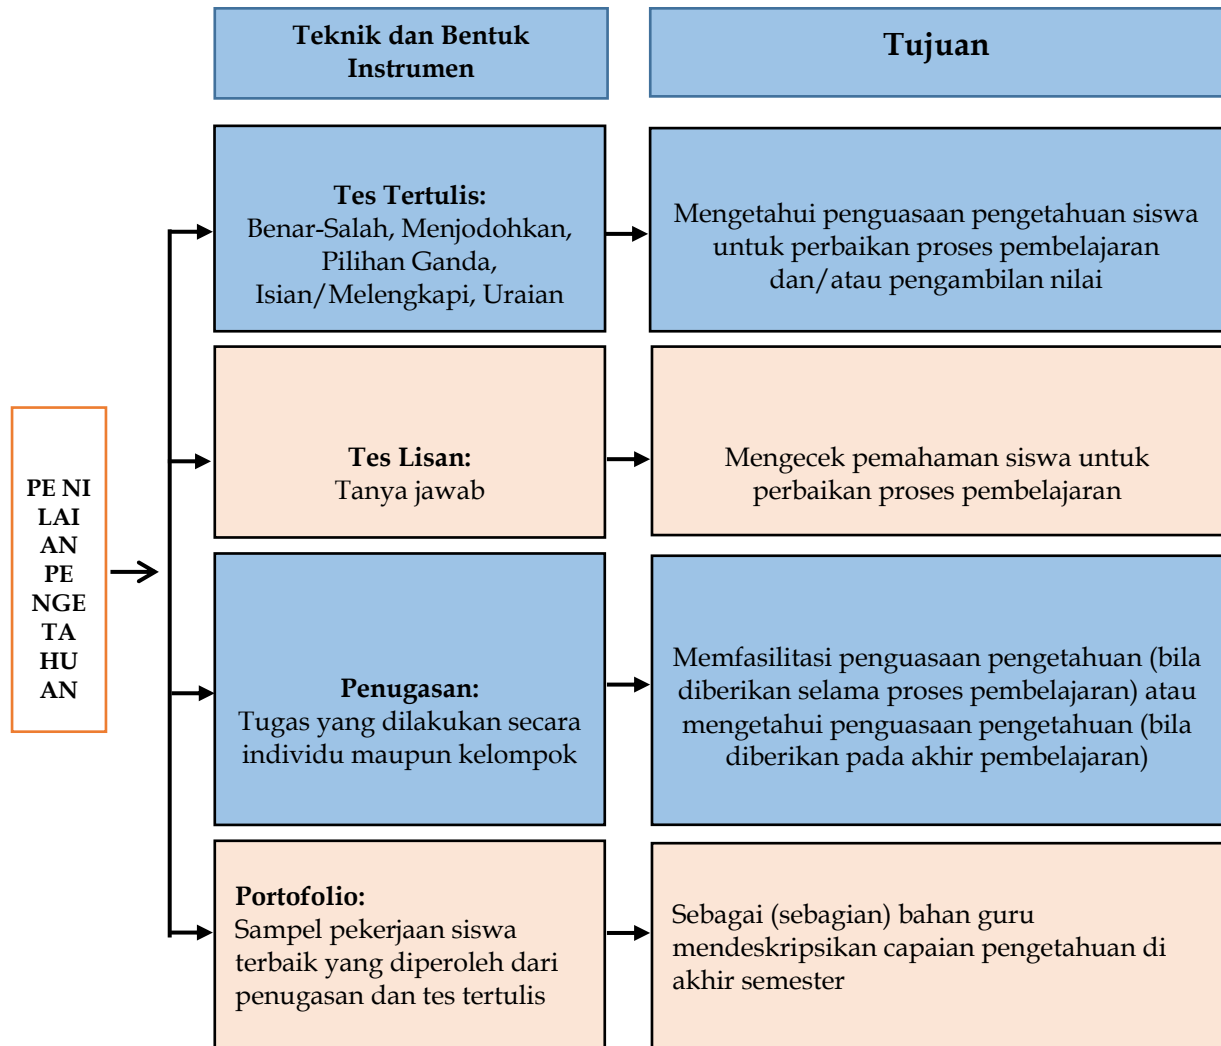 Teknik dan Bentuk
Instrumen
Tujuan
Tes Tertulis:
Benar-Salah, Menjodohkan,
Pilihan Ganda,
Isian/Melengkapi, Uraian
Mengetahui penguasaan pengetahuan siswa
untuk perbaikan proses pembelajaran
dan/atau pengambilan nilai
PE NI
LAI
AN
PE
NGE
TA
HU
AN
Tes Lisan:
Tanya jawab
Mengecek pemahaman siswa untuk
perbaikan proses pembelajaran
Penugasan:
Tugas yang dilakukan secara
individu maupun kelompok
Memfasilitasi penguasaan pengetahuan (bila
diberikan selama proses pembelajaran) atau
mengetahui penguasaan pengetahuan (bila
diberikan pada akhir pembelajaran)
Portofolio:
Sampel pekerjaan siswa
terbaik yang diperoleh dari
penugasan dan tes tertulis
Sebagai (sebagian) bahan guru
mendeskripsikan capaian pengetahuan di
akhir semester